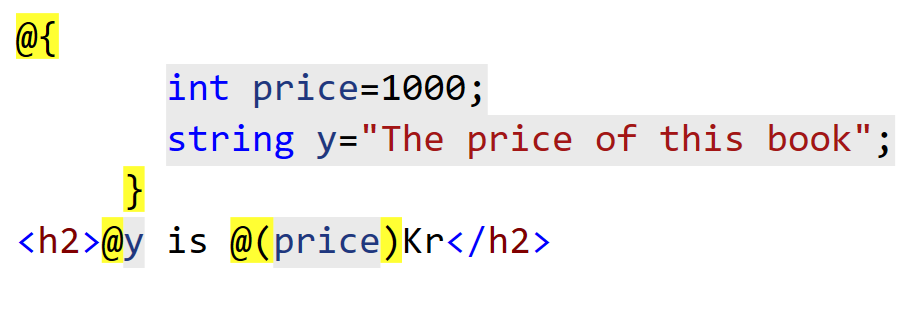 @{
int price=1000;
string y="The price of this book";
}
<h2>@y is @(price)Kr</h2>